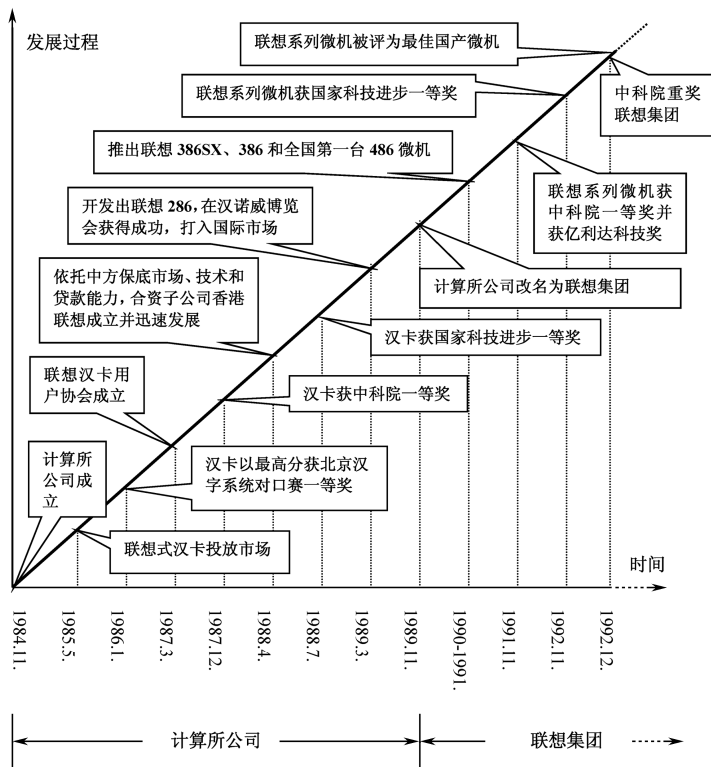 发展过程
联想系列微机被评为最佳国产微机
联想系列微机获国家科技进步一等奖
中科院重奖
联想集团
推出联想 386SX、386 和全国第一台 486 微机
联想系列微机获
中科院一等奖并
获亿利达科技奖
开发出联想 286,在汉诺威博览
会获得成功，打入国际市场
计算所公司改名为联想集团
依托中方保底市场、技术和
贷款能力，合资子公司香港
联想成立并迅速发展
汉卡获国家科技进步一等奖
联想汉卡用
户协会成立
汉卡获中科院一等奖
计算所
公司成
立
汉卡以最高分获北京汉
字系统对口赛一等奖
联想式汉卡投放市场
时间
1984.11.
1985.5.
1986.1.
1987.3.
1987.12.
1988.4.
1988.7.
1989.3.
1989.11.
1990-1991.
1991.11.
1992.11.
1992.12.
计算所公司
联想集团